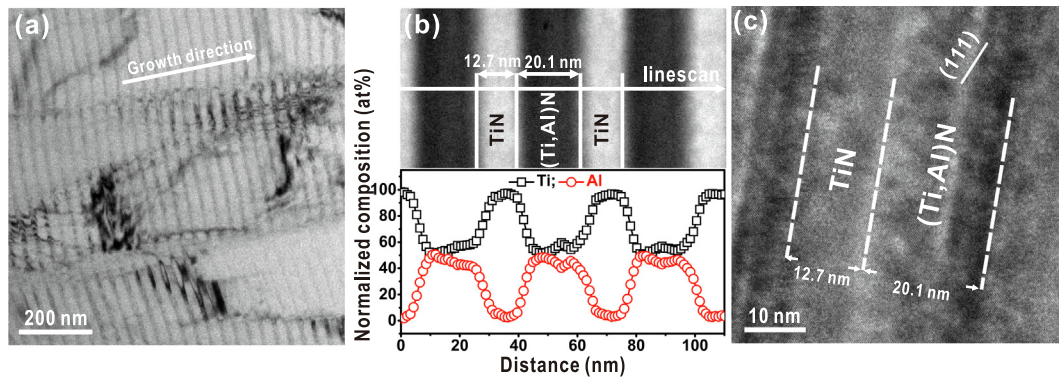 (a)
Growth direction
200 nm
(b)
12.7 nm 20.1 nm
linescan
TiN
(Ti,Al)N
TiN
Ti; Al
Normalized composition (at%)
100
80
60
40
20
0
0 20 40 60 80 100
Distance (nm)
(c)
(111)
TiN
(Ti,Al)N
12.7 nm
20.1 nm
10 nm